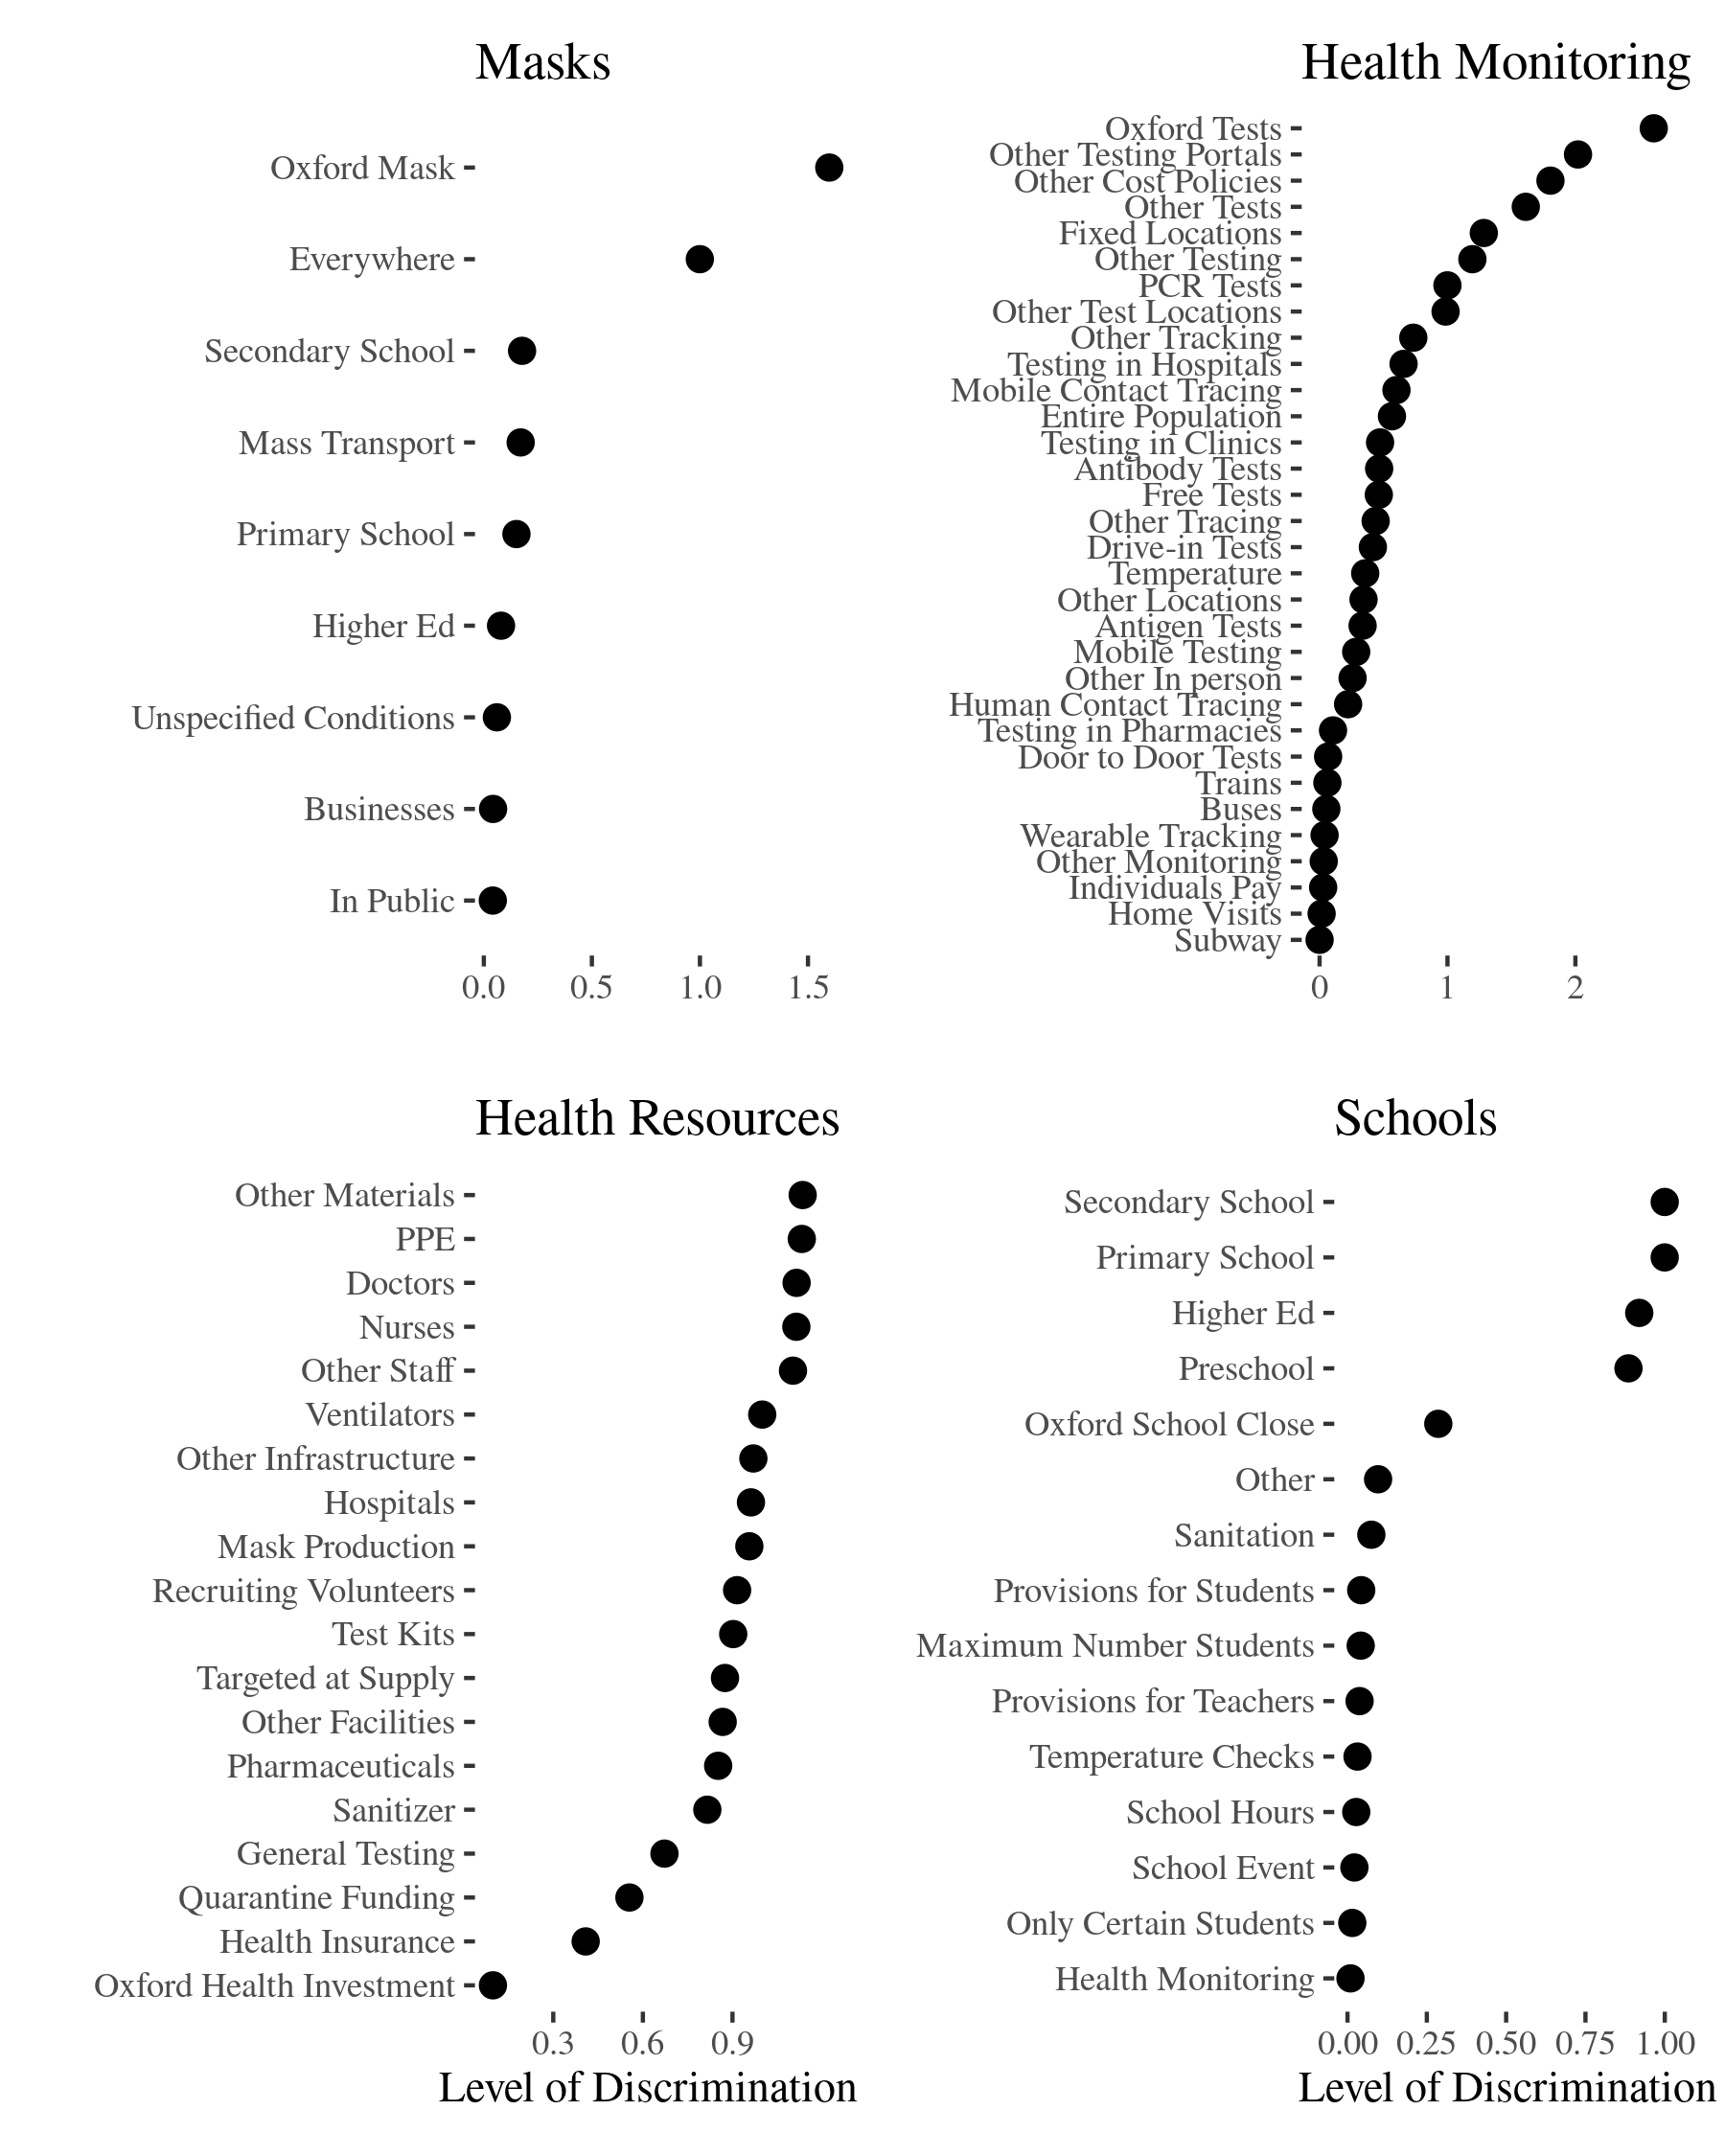 Masks
Oxford Mask
Everywhere
Secondary School
Mass Transport
Primary School
Higher Ed
Unspecified Conditions
Businesses
In Public
0.0 0.5 1.0 1.5
Health Monitoring
Oxford Tests
Other Testing Portals
Other Cost Policies
Other Tests
Fixed Locations
Other Testing
PCR Tests
Other Test Locations
Other Tracking
Testing in Hospitals
Mobile Contact Tracing
Entire Population
Testing in Clinics
Antibody Tests
Free Tests
Other Tracing
Drive-in Tests
Temperature
Other Locations
Antigen Tests
Mobile Testing
Other In person
Human Contact Tracing
Testing in Pharmacies
Door to Door Tests
Trains
Buses
Wearable Tracking
Other Monitoring
Individuals Pay
Home Visits
Subway
0 1 2
Health Resources
Other Materials
PPE
Doctors
Nurses
Other Staff
Ventilators
Other Infrastructure
Hospitals
Mask Production
Recruiting Volunteers
Test Kits
Targeted at Supply
Other Facilities
Pharmaceuticals
Sanitizer
General Testing
Quarantine Funding
Health Insurance
Oxford Health Investment
0.3 0.6 0.9
Level of Discrimination
Schools
Secondary School
Primary School
Higher Ed
Preschool
Oxford School Close
Other
Sanitation
Provisions for Students
Maximum Number Students
Provisions for Teachers
Temperature Checks
School Hours
School Event
Only Certain Students
Health Monitoring
0.00 0.25 0.50 0.75 1.00
Level of Discrimination